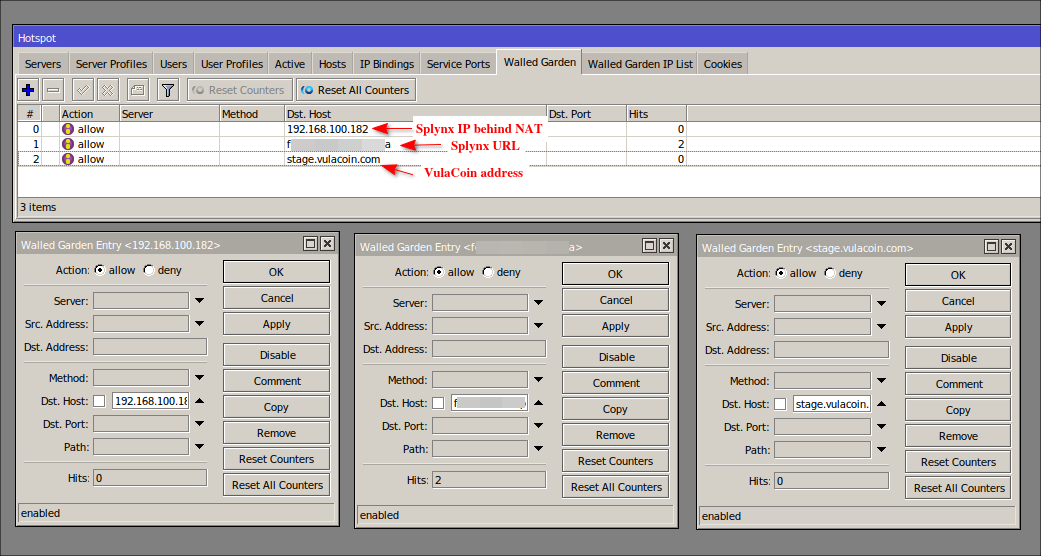 Hotspot
Servers Server Profiles Users User Profiles Active Hosts IP Bindings Service Ports Walled Garden Walled Garden IP List Cookies
Reset Counters Reset All Counters
# Action Server Method Dst. Host Dst. Port Hits
0 allow 192.168.100.182 Splynx IP behind NAT 0
1 allow f a Splynx URL 2
2 allow stage.vulacoin.com 0
VulaCoin address
3 items
Walled Garden Entry <192.168.100.182>
Action: allow deny
OK
Cancel
Server:
Src. Address:
Apply
Dst. Address:
Disable
Method:
Comment
Dst. Host: 192.168.100.18
Copy
Dst. Port:
Remove
Path:
Reset Counters
Hits: 0
Reset All Counters
enabled
Walled Garden Entry <f a>
Action: allow deny
OK
Cancel
Server:
Src. Address:
Apply
Dst. Address:
Disable
Method:
Comment
Dst. Host: f
Copy
Dst. Port:
Remove
Path:
Reset Counters
Hits: 2
Reset All Counters
enabled
Walled Garden Entry <stage.vulacoin.com>
Action: allow deny
OK
Cancel
Server:
Src. Address:
Apply
Dst. Address:
Disable
Method:
Comment
Dst. Host: stage.vulacoin.
Copy
Dst. Port:
Remove
Path:
Reset Counters
Hits: 0
Reset All Counters
enabled